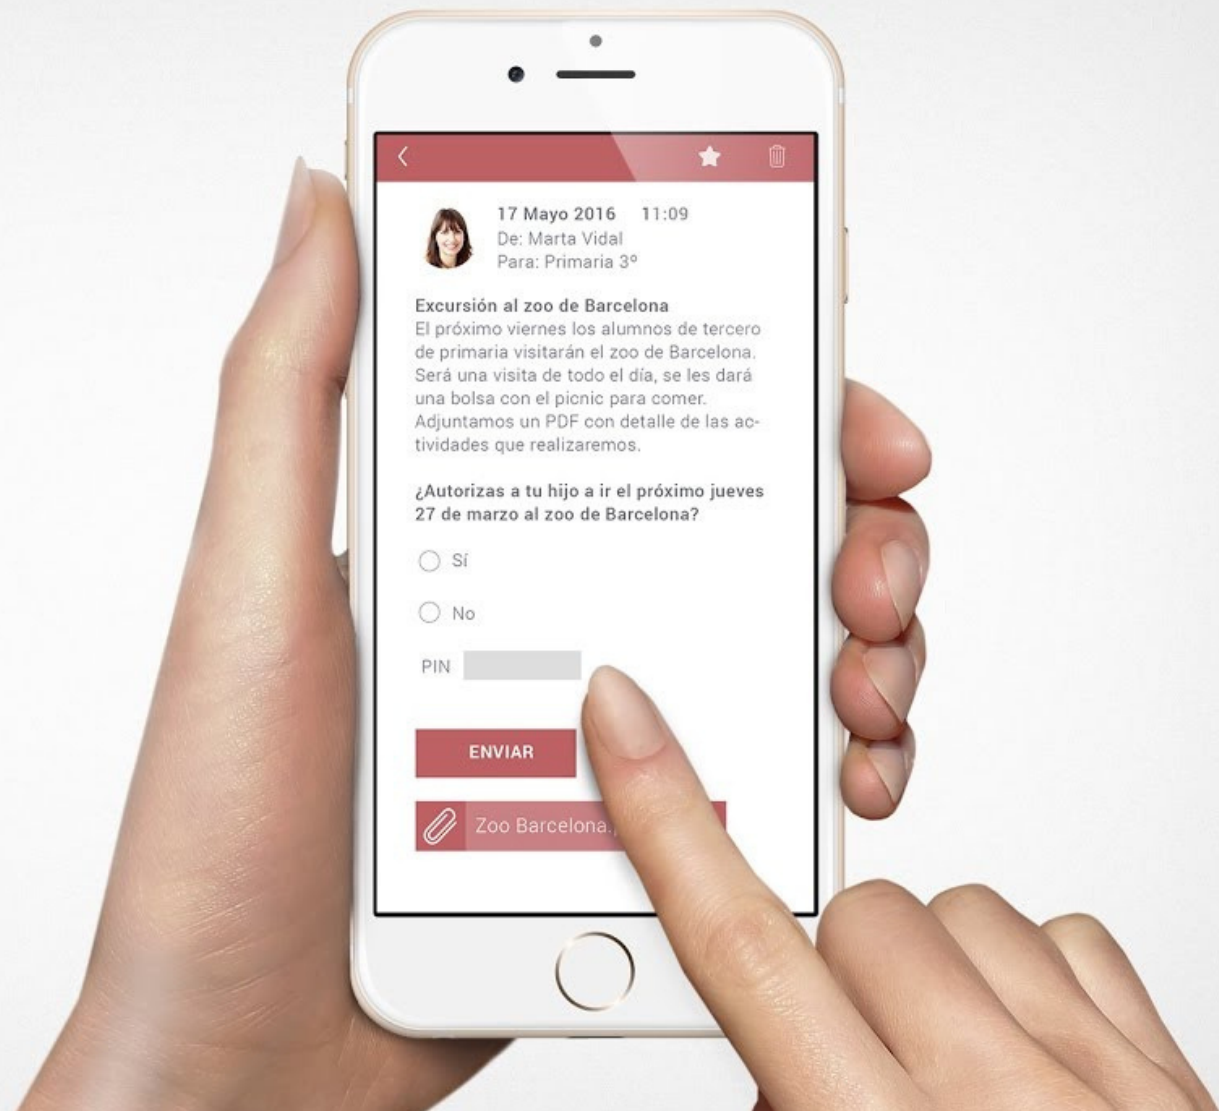 17 Mayo 2016 11:09
De: Marta Vidal
Para: Primaria 3º
Excursión al zoo de Barcelona
El próximo viernes los alumnos de tercero
de primaria visitarán el zoo de Barcelona.
Será una visita de todo el día, se les dará
una bolsa con el picnic para comer.
Adjuntamos un PDF con detalle de las ac-
tividades que realizaremos.
¿Autorizas a tu hijo a ir el próximo jueves
27 de marzo al zoo de Barcelona?
Sí
No
PIN
ENVIAR
Zoo Barcelona.